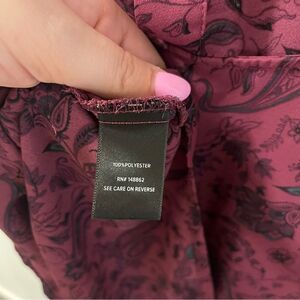 100%POLYESTER
RN# 148862
SEE CARE ON REVERSE